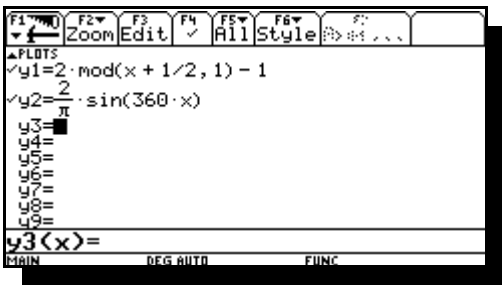 F1 F2 F3 F4 F5 F6 F7
Zoom Edit ✓ All Style
PLOTS
✓y1=2·mod(x + 1/2, 1) − 1
✓y2=2/π·sin(360·x)
y3=
y4=
y5=
y6=
y7=
y8=
y9=
y3(x)=
MAIN DEG AUTO FUNC